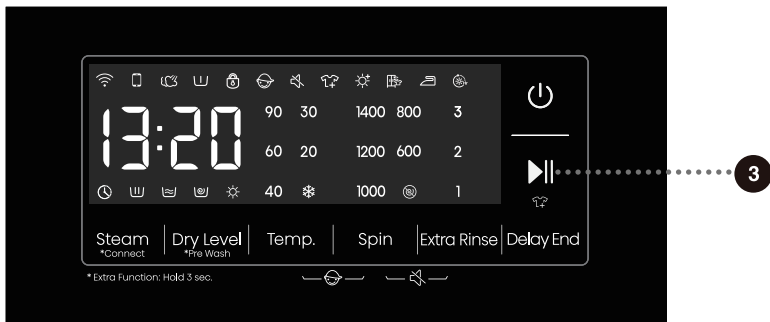 90 30 1400 800 3
13:20
60 20 1200 600 2
3
40 1000 1
Steam Dry Level Temp. Spin Extra Rinse Delay End
*Connect *Pre Wash
* Extra Function: Hold 3 sec.